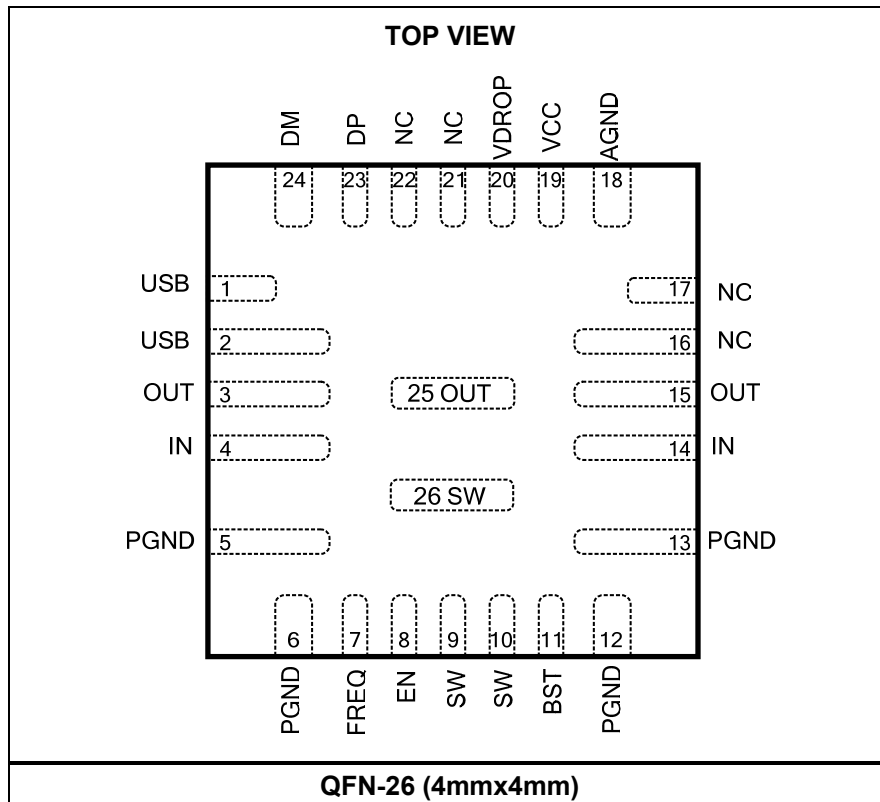 TOP VIEW
DM DP NC NC VDROP VCC AGND
24 23 22 21 20 19 18
USB 1 17 NC
USB 2 16 NC
OUT 3 25 OUT 15 OUT
IN 4 14 IN
26 SW
PGND 5 13 PGND
6 7 8 9 10 11 12
PGND FREQ EN SW SW BST PGND
QFN-26 (4mmx4mm)